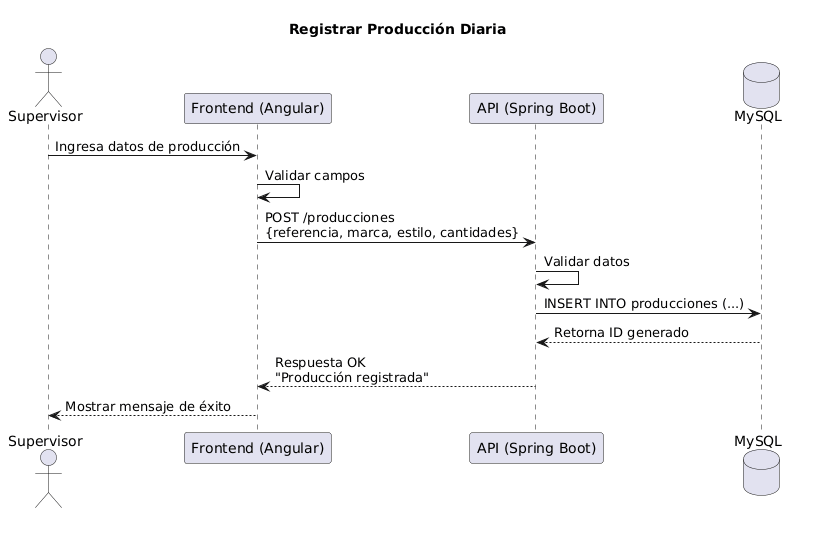 Registrar Producción Diaria
Supervisor
Frontend (Angular)
API (Spring Boot)
MySQL
Ingresa datos de producción
Validar campos
POST /producciones
{referencia, marca, estilo, cantidades}
Validar datos
INSERT INTO producciones (...)
Retorna ID generado
Respuesta OK
"Producción registrada"
Mostrar mensaje de éxito
Supervisor
Frontend (Angular)
API (Spring Boot)
MySQL